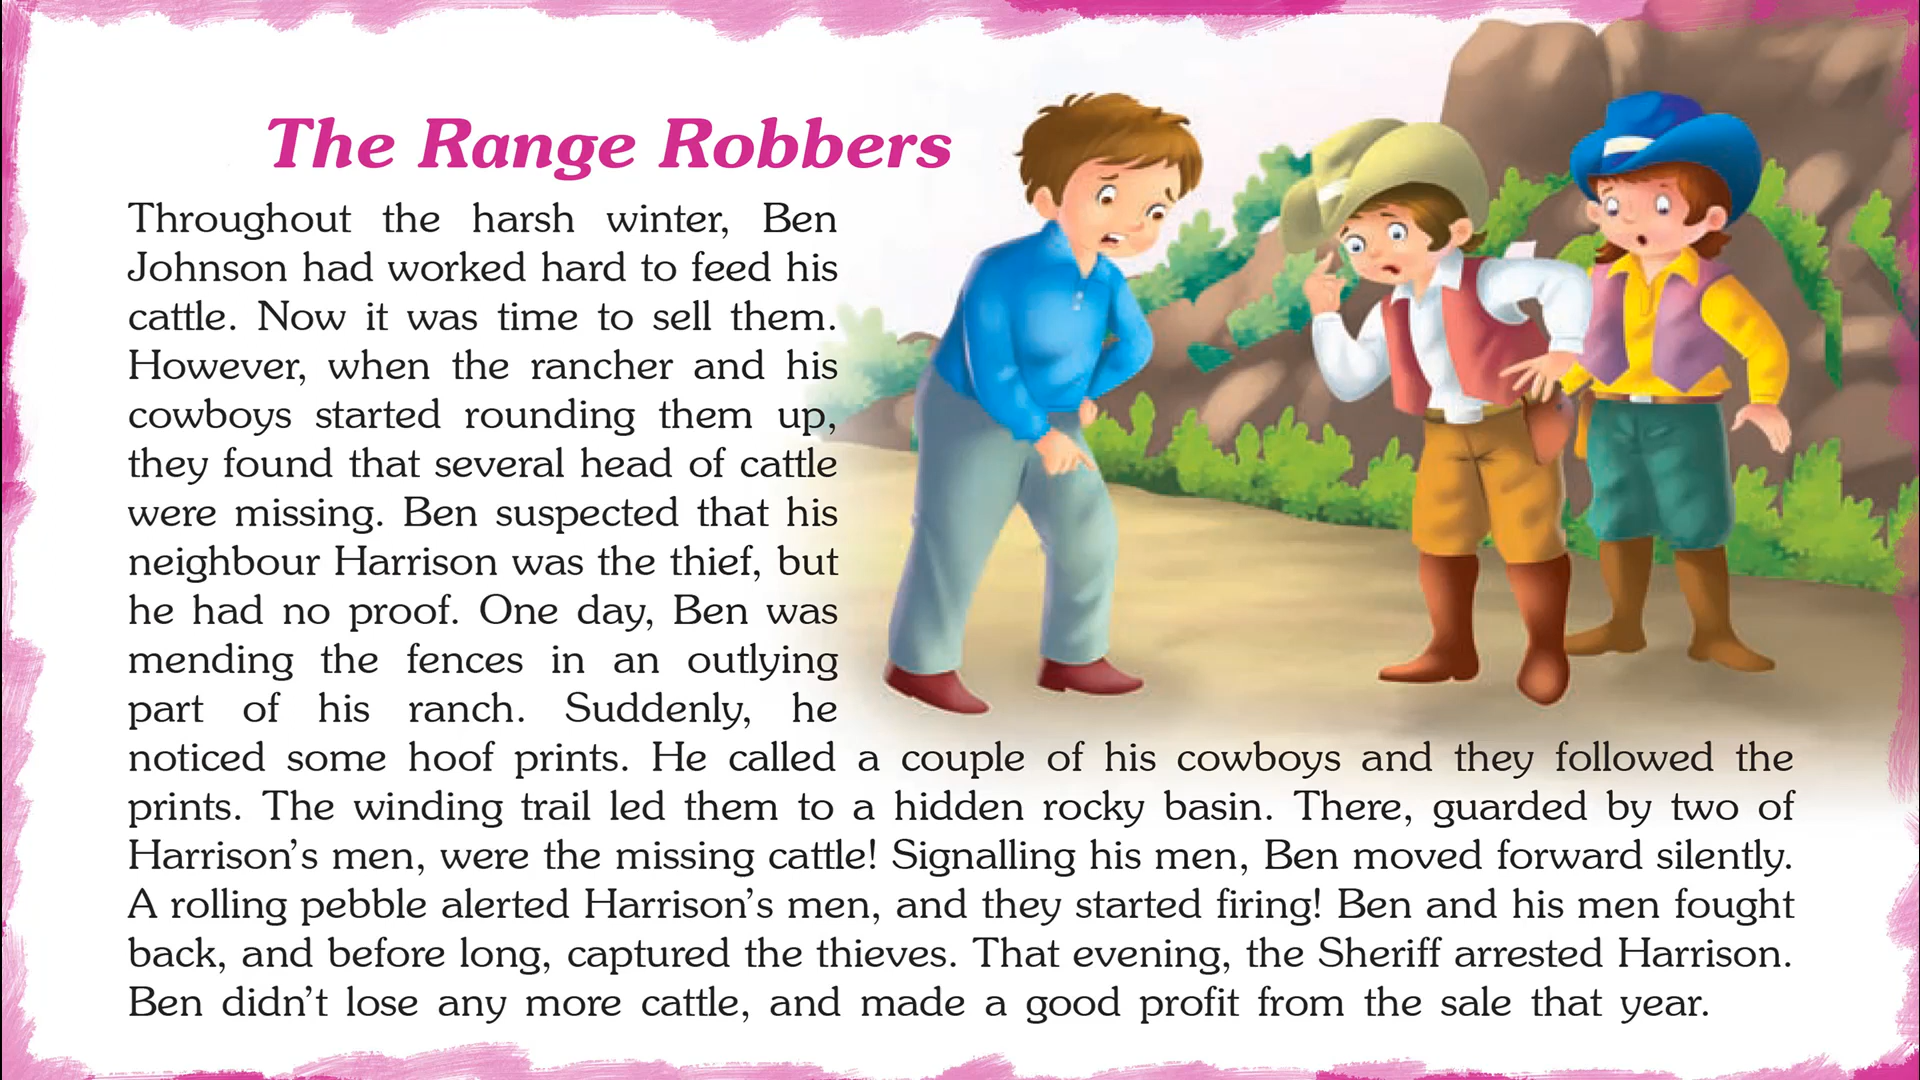 The Range Robbers
Throughout the harsh winter, Ben
Johnson had worked hard to feed his
cattle. Now it was time to sell them.
However, when the rancher and his
cowboys started rounding them up,
they found that several head of cattle
were missing. Ben suspected that his
neighbour Harrison was the thief, but
he had no proof. One day, Ben was
mending the fences in an outlying
part of his ranch. Suddenly, he
noticed some hoof prints. He called a couple of his cowboys and they followed the
prints. The winding trail led them to a hidden rocky basin. There, guarded by two of
Harrison’s men, were the missing cattle! Signalling his men, Ben moved forward silently.
A rolling pebble alerted Harrison’s men, and they started firing! Ben and his men fought
back, and before long, captured the thieves. That evening, the Sheriff arrested Harrison.
Ben didn’t lose any more cattle, and made a good profit from the sale that year.